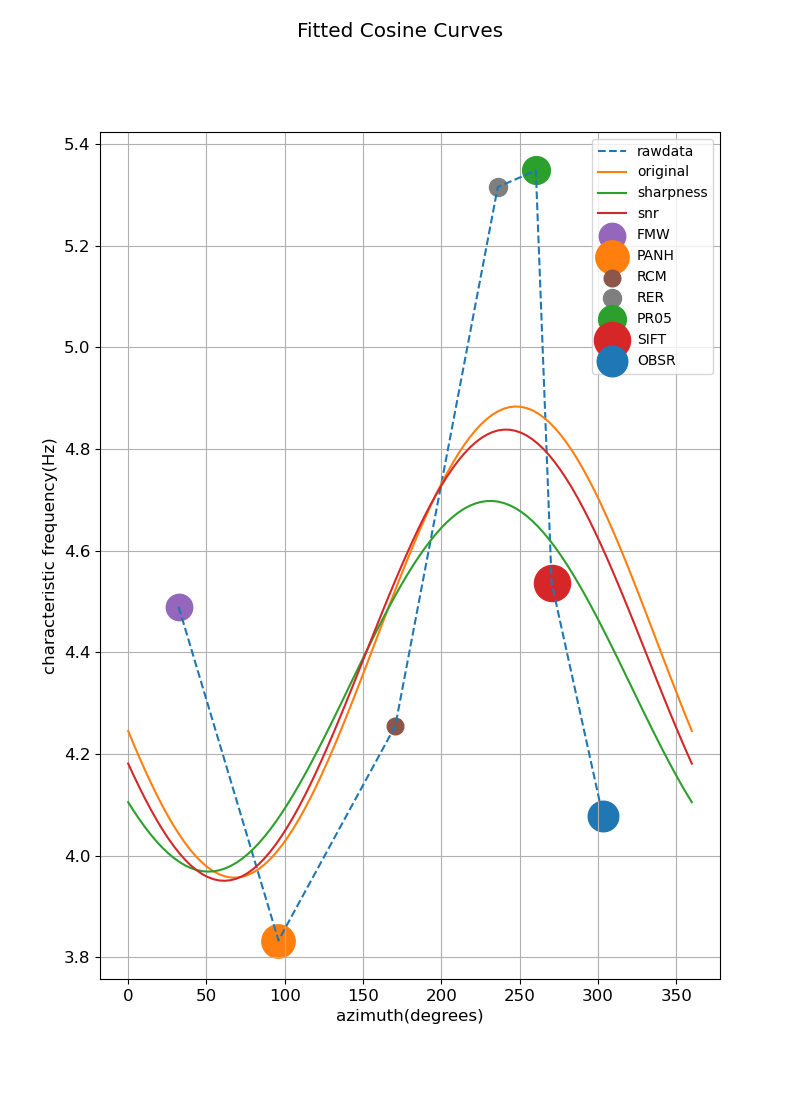 Fitted Cosine Curves
5.4
5.2
5.0
4.8
4.6
4.4
4.2
4.0
3.8
characteristic frequency(Hz)
rawdata
original
sharpness
snr
FMW
PANH
RCM
RER
PR05
SIFT
OBSR
0 50 100 150 200 250 300 350
azimuth(degrees)